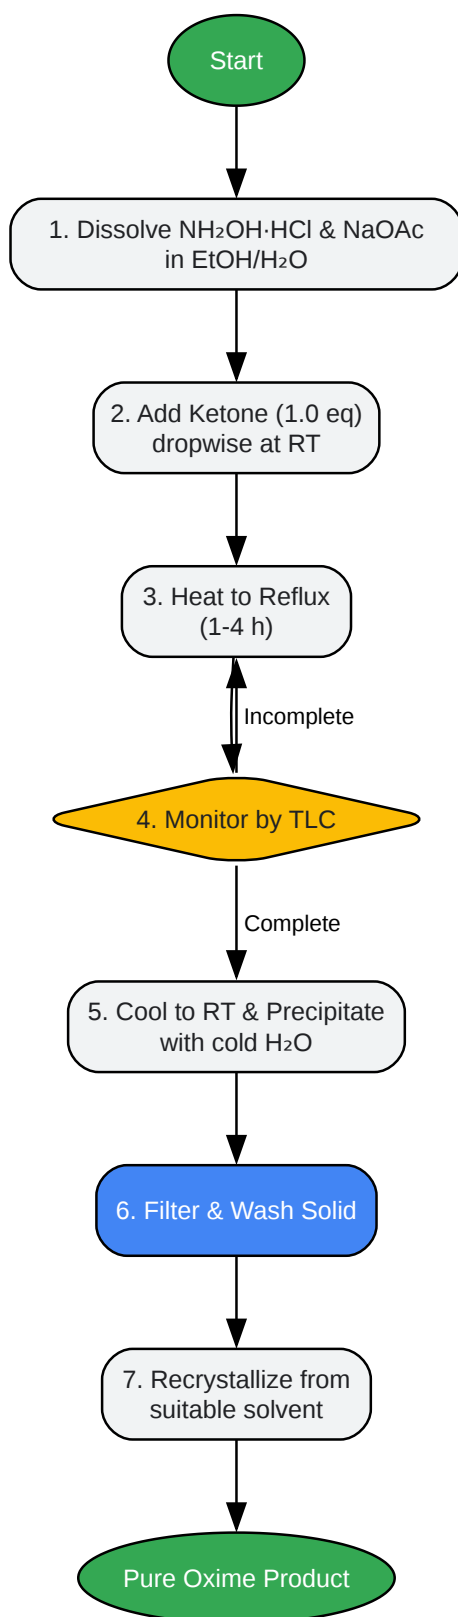 Start
1. Dissolve NH₂OH·HCl & NaOAc
in EtOH/H₂O
2. Add Ketone (1.0 eq)
dropwise at RT
3. Heat to Reflux
(1-4 h)
Incomplete
4. Monitor by TLC
Complete
5. Cool to RT & Precipitate
with cold H₂O
6. Filter & Wash Solid
7. Recrystallize from
suitable solvent
Pure Oxime Product